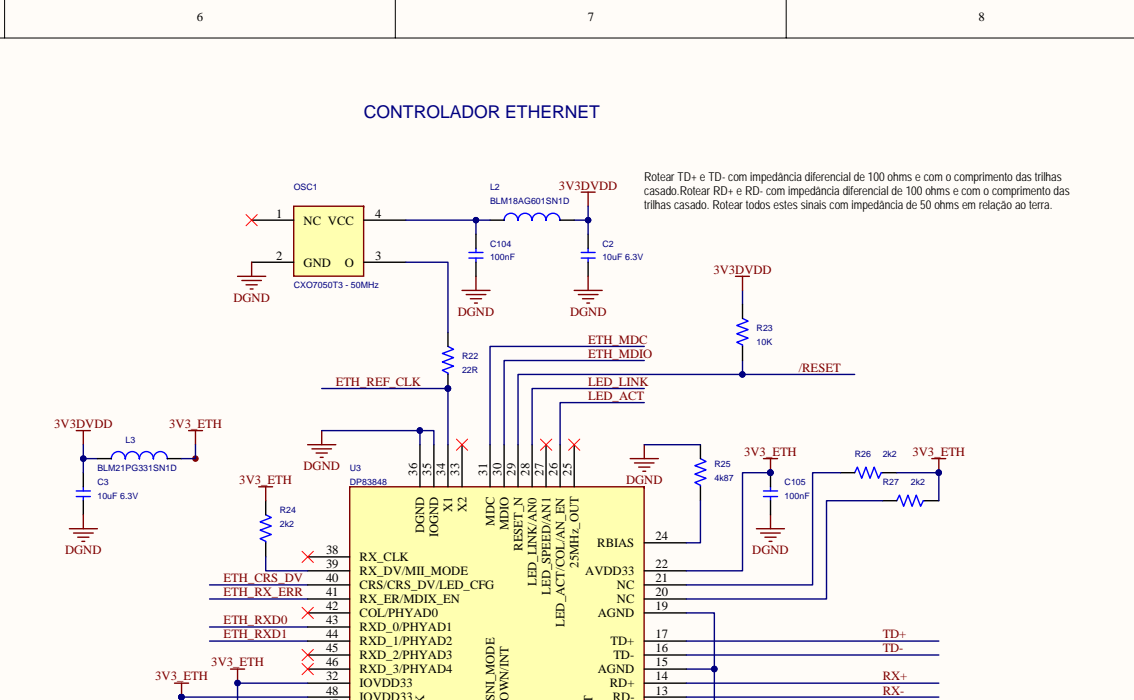 6 7 8
CONTROLADOR ETHERNET
Rotear TD+ e TD- com impedância diferencial de 100 ohms e com o comprimento das trilhas
casado.Rotear RD+ e RD- com impedância diferencial de 100 ohms e com o comprimento das
trilhas casado. Rotear todos estes sinais com impedância de 50 ohms em relação ao terra.
OSC1
1 NC VCC 4
2 GND O 3
CXO7050T3 - 50MHz
DGND
L2
BLM18AG601SN1D
3V3DVDD
C104
100nF
DGND
C2
10uF 6.3V
DGND
3V3DVDD
R23
10K
R22
22R
ETH_MDC
ETH_MDIO
/RESET
ETH_REF_CLK
LED_LINK
LED_ACT
3V3DVDD
L3
BLM21PG331SN1D
3V3_ETH
C3
10uF 6.3V
DGND
DGND
3V3_ETH
R24
2k2
U3
DP83848
36 DGND
35 IOGND
34 X1
33 X2
31 MDC
30 MDIO
29 RESET_N
28 LED_LINK/AN0
27 LED_SPEED/AN1
26 LED_ACT/COL/AN_EN
25 25MHz_OUT
DGND
R25
4k87
3V3_ETH
C105
100nF
DGND
R26 2k2
R27 2k2
3V3_ETH
38 RX_CLK
39 RX_DV/MII_MODE
ETH_CRS_DV 40 CRS/CRS_DV/LED_CFG
ETH_RX_ERR 41 RX_ER/MDIX_EN
42 COL/PHYAD0
ETH_RXD0 43 RXD_0/PHYAD1
ETH_RXD1 44 RXD_1/PHYAD2
45 RXD_2/PHYAD3
46 RXD_3/PHYAD4
3V3_ETH 32 IOVDD33
3V3_ETH 48 IOVDD33
RBIAS 24
AVDD33 22
NC 21
NC 20
AGND 19
TD+ 17 TD+
TD- 16 TD-
AGND 15
RD+ 14 RX+
RD- 13 RX-